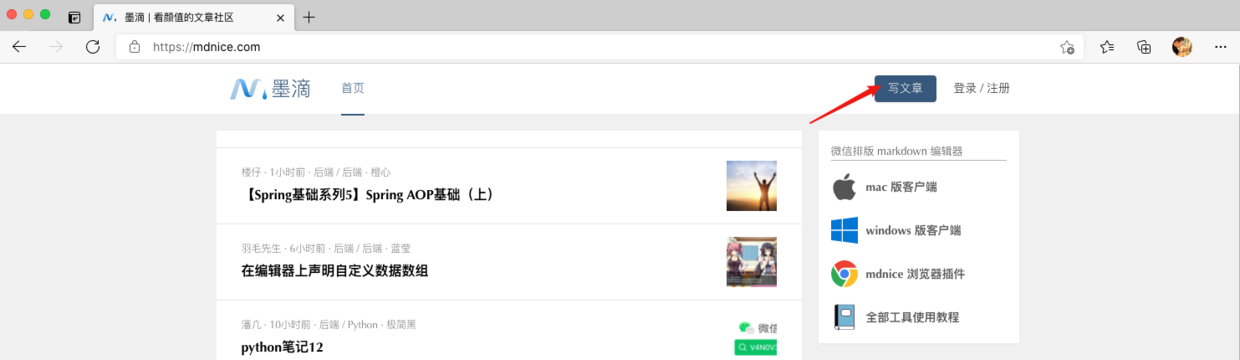 墨滴 | 看颜值的文章社区
https://mdnice.com
墨滴
首页
写文章
登录 / 注册
楼仔 · 1小时前 · 后端 / 后端 · 橙心
【Spring基础系列5】Spring AOP基础（上）
羽毛先生 · 6小时前 · 后端 / 后端 · 蓝莹
在编辑器上声明自定义数据数组
潘凢 · 10小时前 · 后端 / Python · 极简黑
python笔记12
微信
V4N0V
微信排版 markdown 编辑器
mac 版客户端
windows 版客户端
mdnice 浏览器插件
全部工具使用教程